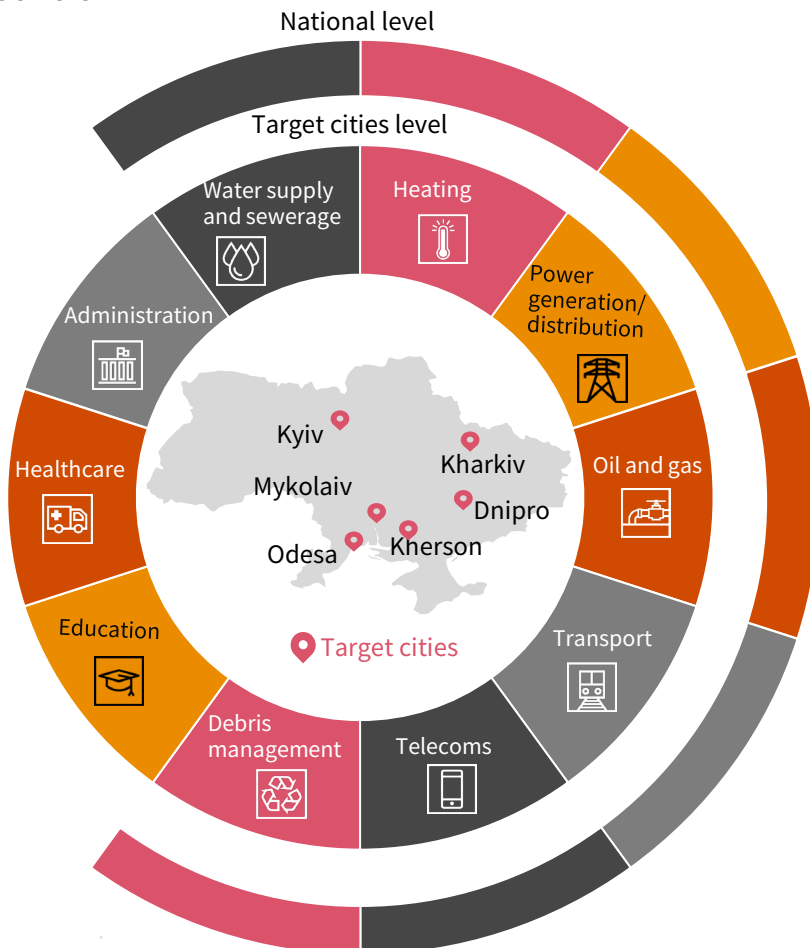 National level
Target cities level
Water supply
and sewerage
Heating
Power
generation/
distribution
Administration
Healthcare
Oil and gas
Kyiv
Kharkiv
Mykolaiv
Dnipro
Odesa
Kherson
Target cities
Education
Transport
Debris
management
Telecoms